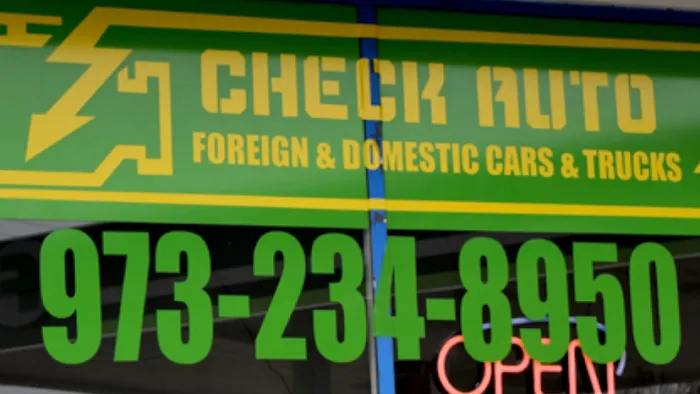 CHECK AUTO
FOREIGN & DOMESTIC CARS & TRUCKS
973-234-8950
OPEN